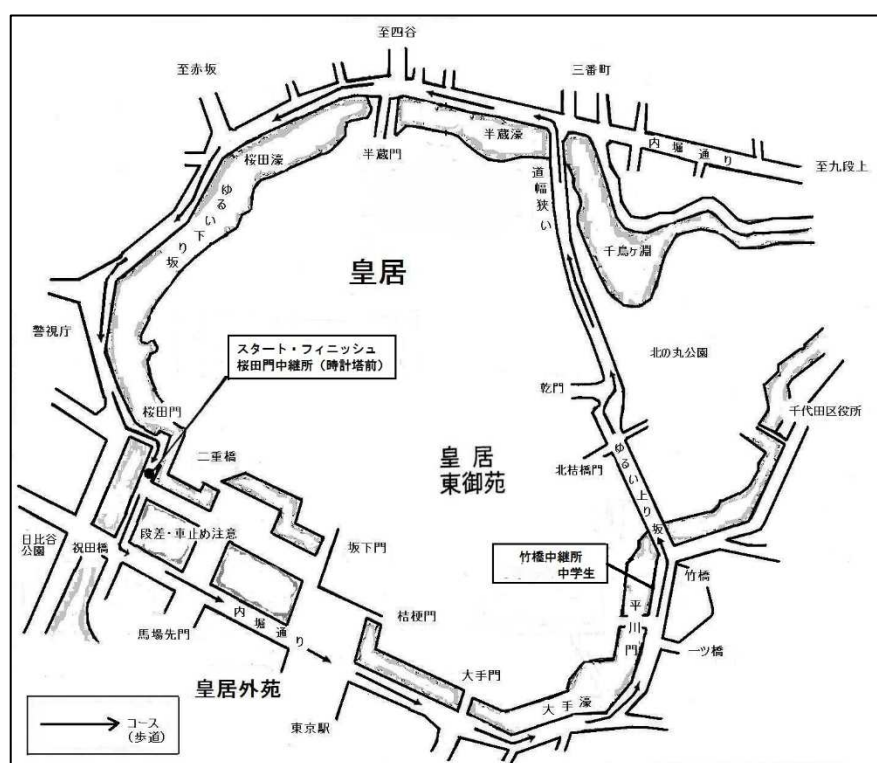 至四谷
至赤坂
三番町
内堀通り
至九段上
半蔵濠
半蔵門
桜田濠
ゆるい下り坂
道幅狭い
千鳥ケ淵
皇居
警視庁
スタート・フィニッシュ
桜田門中継所（時計塔前）
北の丸公園
乾門
千代田区役所
桜田門
二重橋
皇居
東御苑
北桔橋門
ゆるい上り坂
日比谷
公園
祝田橋
段差・車止め注意
坂下門
竹橋中継所
中学生
竹橋
平川門
馬場先門
内堀通り
桔梗門
一ツ橋
皇居外苑
大手門
大手濠
東京駅
コース
（歩道）